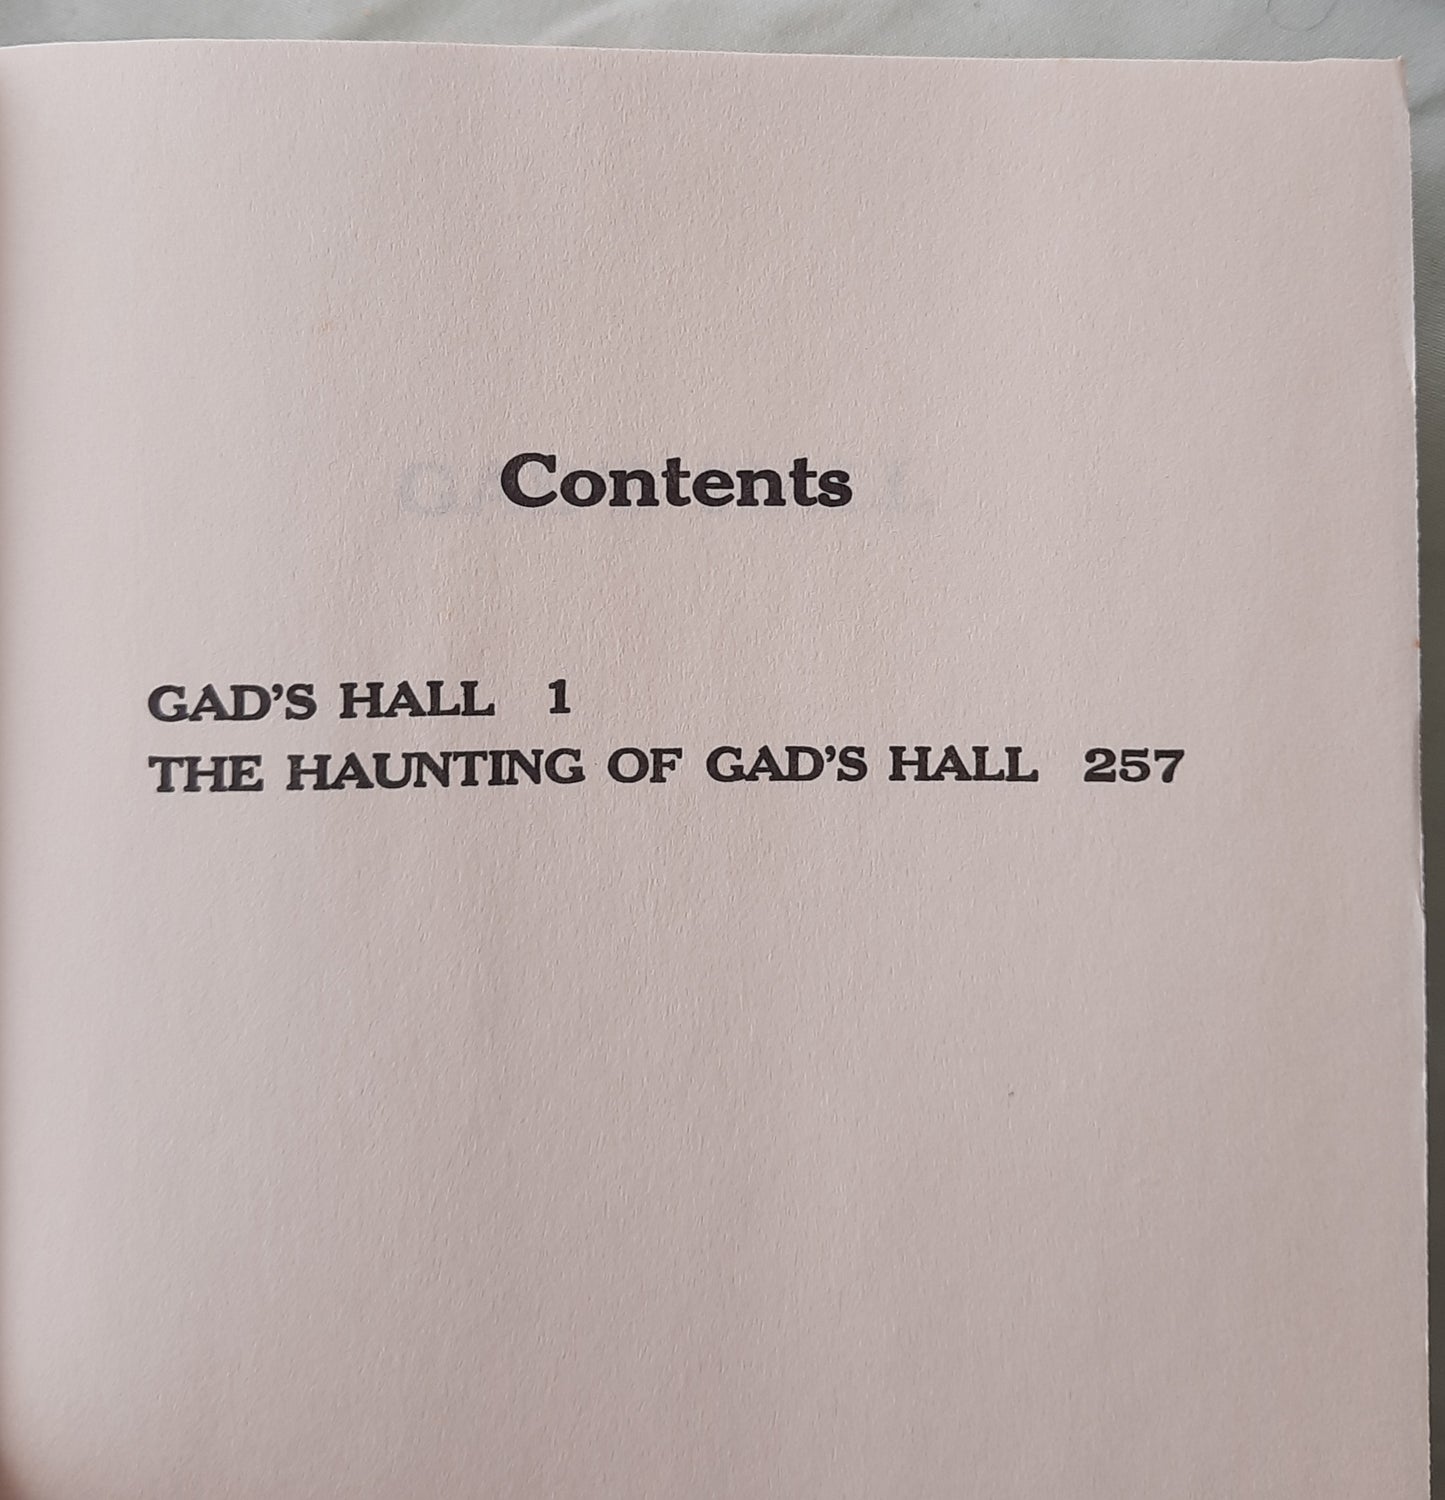 Contents
GAD'S HALL 1
THE HAUNTING OF GAD'S HALL 257